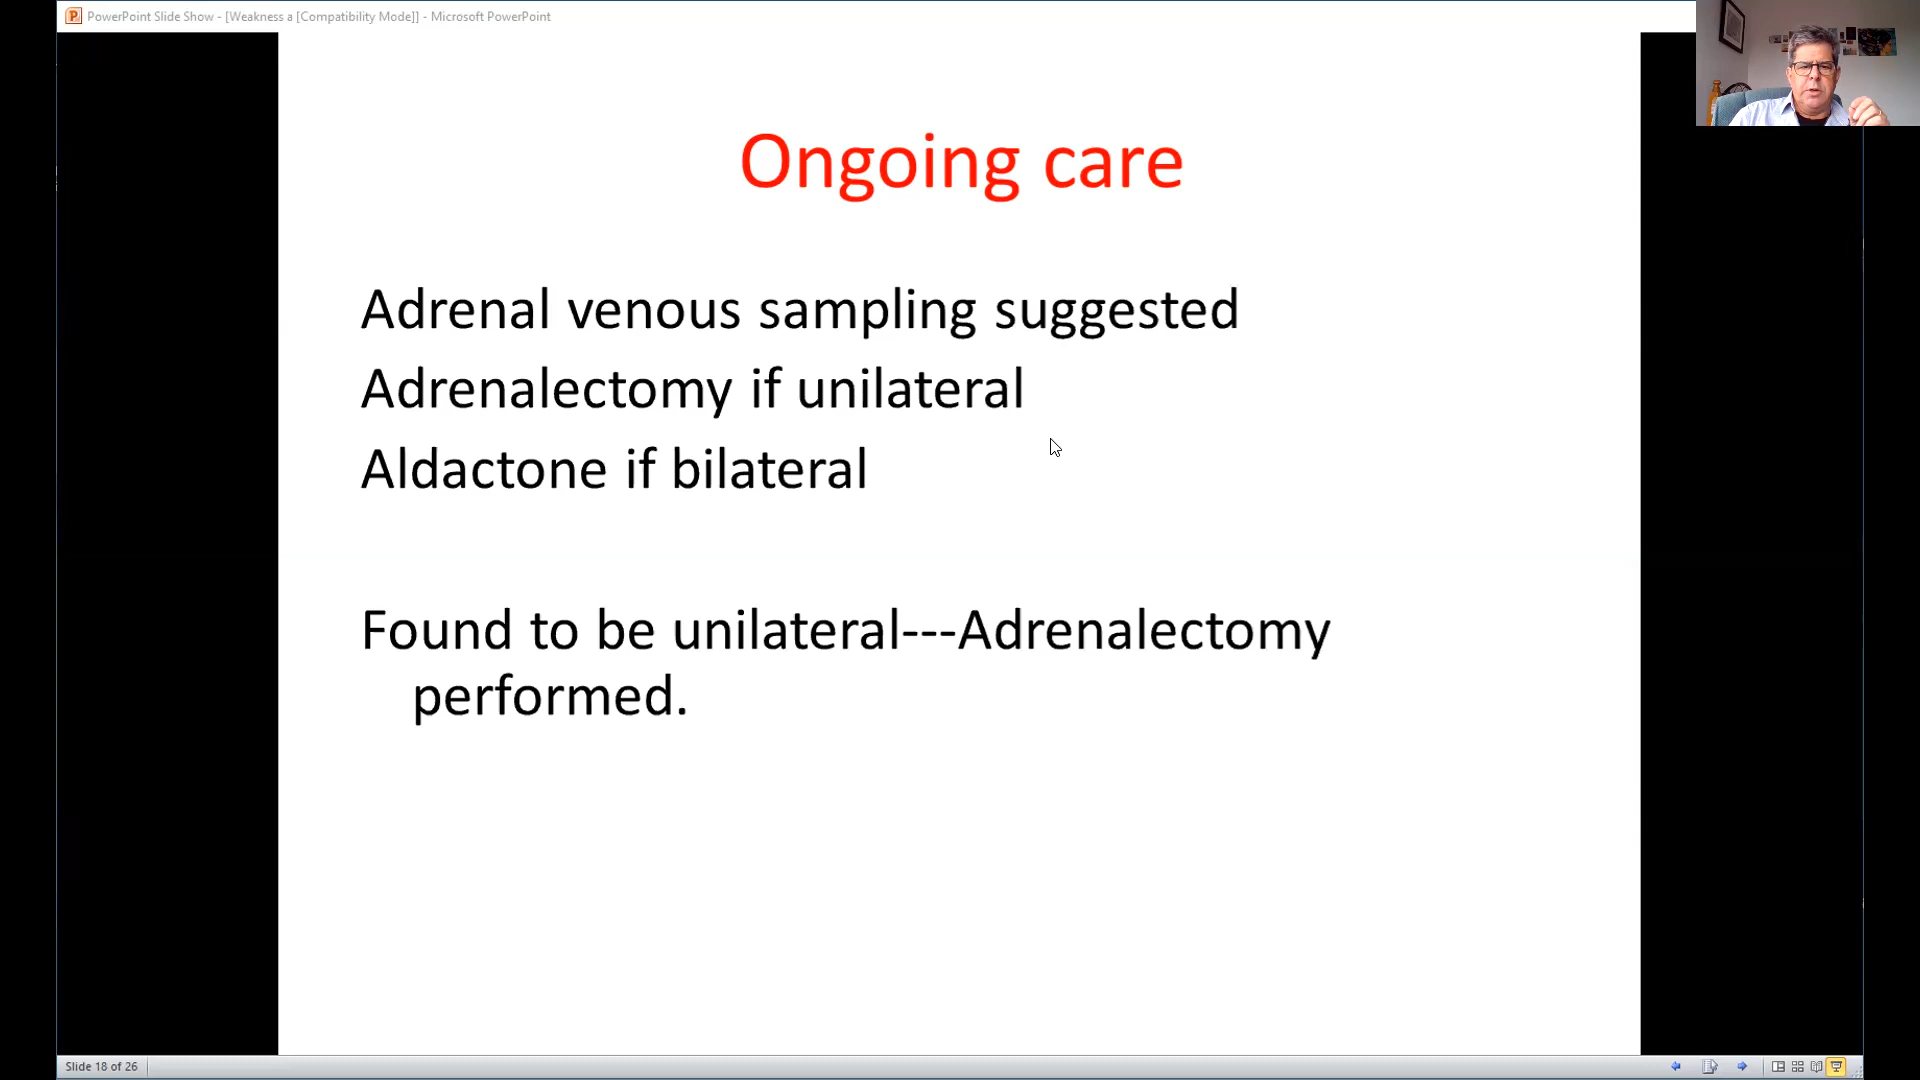 PowerPoint Slide Show - [Weakness a [Compatibility Mode]] - Microsoft PowerPoint
Ongoing care
Adrenal venous sampling suggested
Adrenalectomy if unilateral
Aldactone if bilateral
Found to be unilateral---Adrenalectomy
performed.
Slide 18 of 26